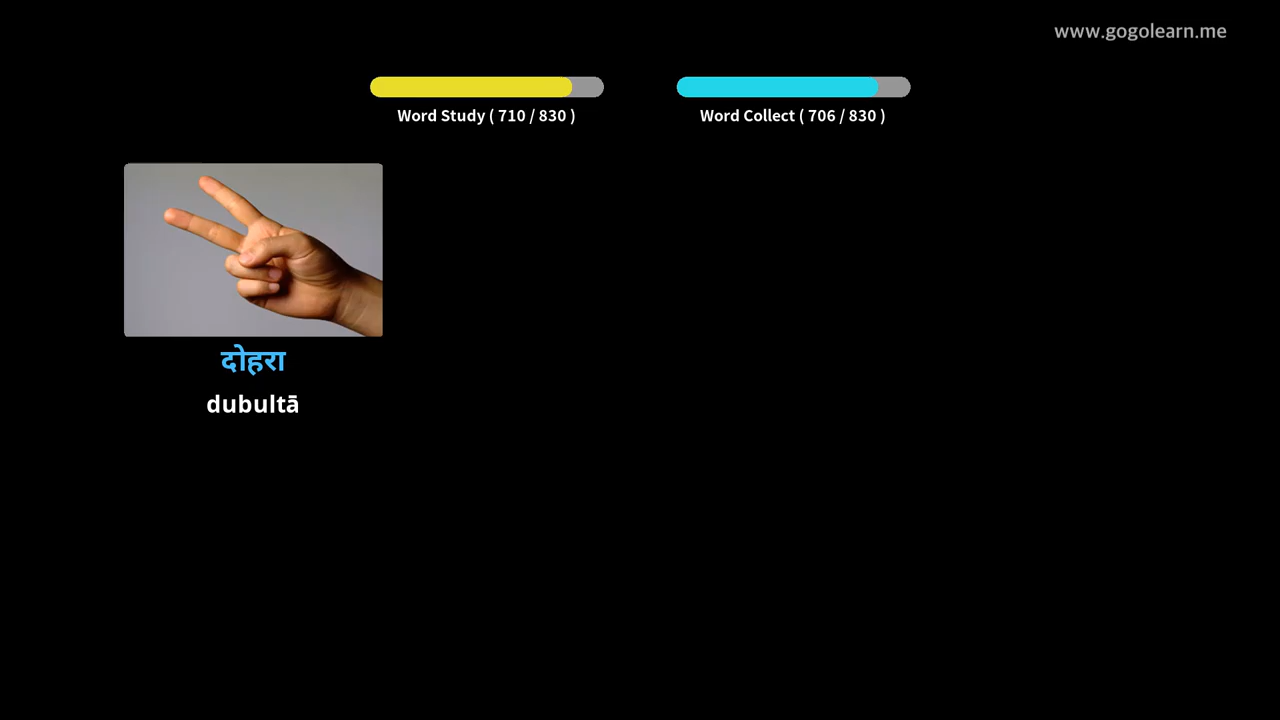 www.gogolearn.me
Word Study ( 710 / 830 )
Word Collect ( 706 / 830 )
दोहरा
dubultā